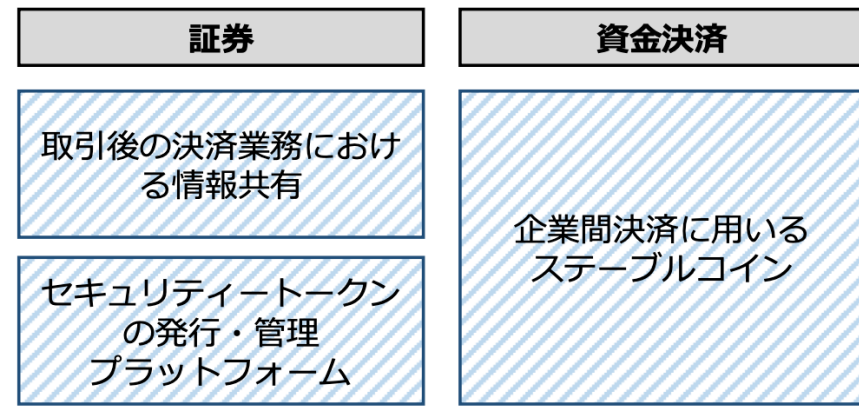 証券
資金決済
取引後の決済業務におけ
る情報共有
セキュリティートークン
の発行・管理
プラットフォーム
企業間決済に用いる
ステーブルコイン